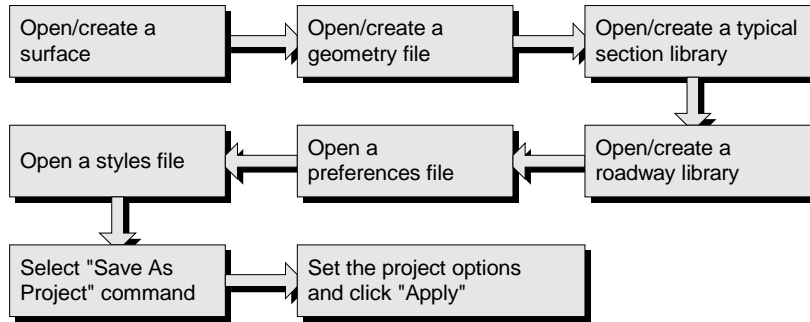 Open/create a
surface
Open/create a
geometry file
Open/create a typical
section library
Open/create a
roadway library
Open a
preferences file
Open a styles file
Select "Save As
Project" command
Set the project options
and click "Apply"